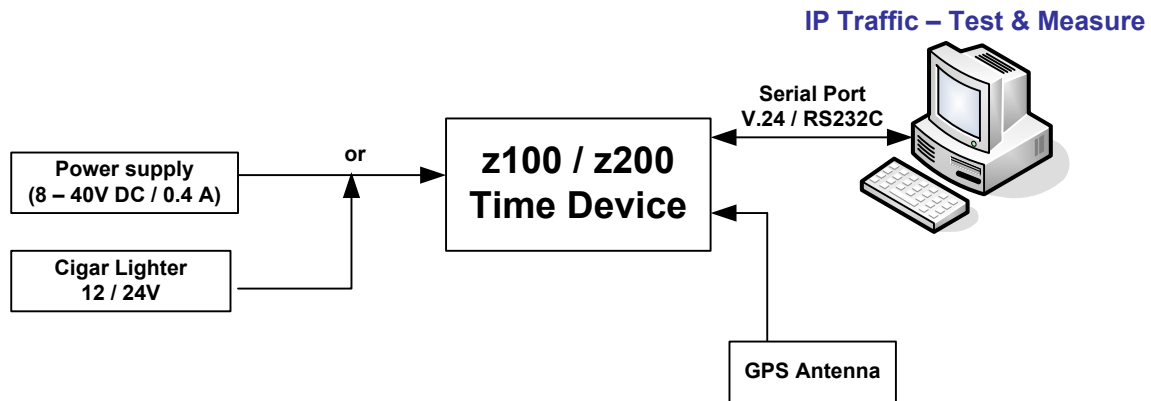 IP Traffic – Test & Measure
Serial Port
V.24 / RS232C
z100 / z200
Time Device
or
Power supply
(8 – 40V DC / 0.4 A)
Cigar Lighter
12 / 24V
GPS Antenna